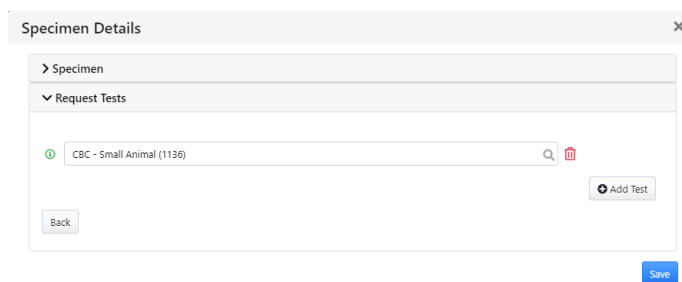 Specimen Details
Specimen
Request Tests
CBC - Small Animal (1136)
Add Test
Back
Save